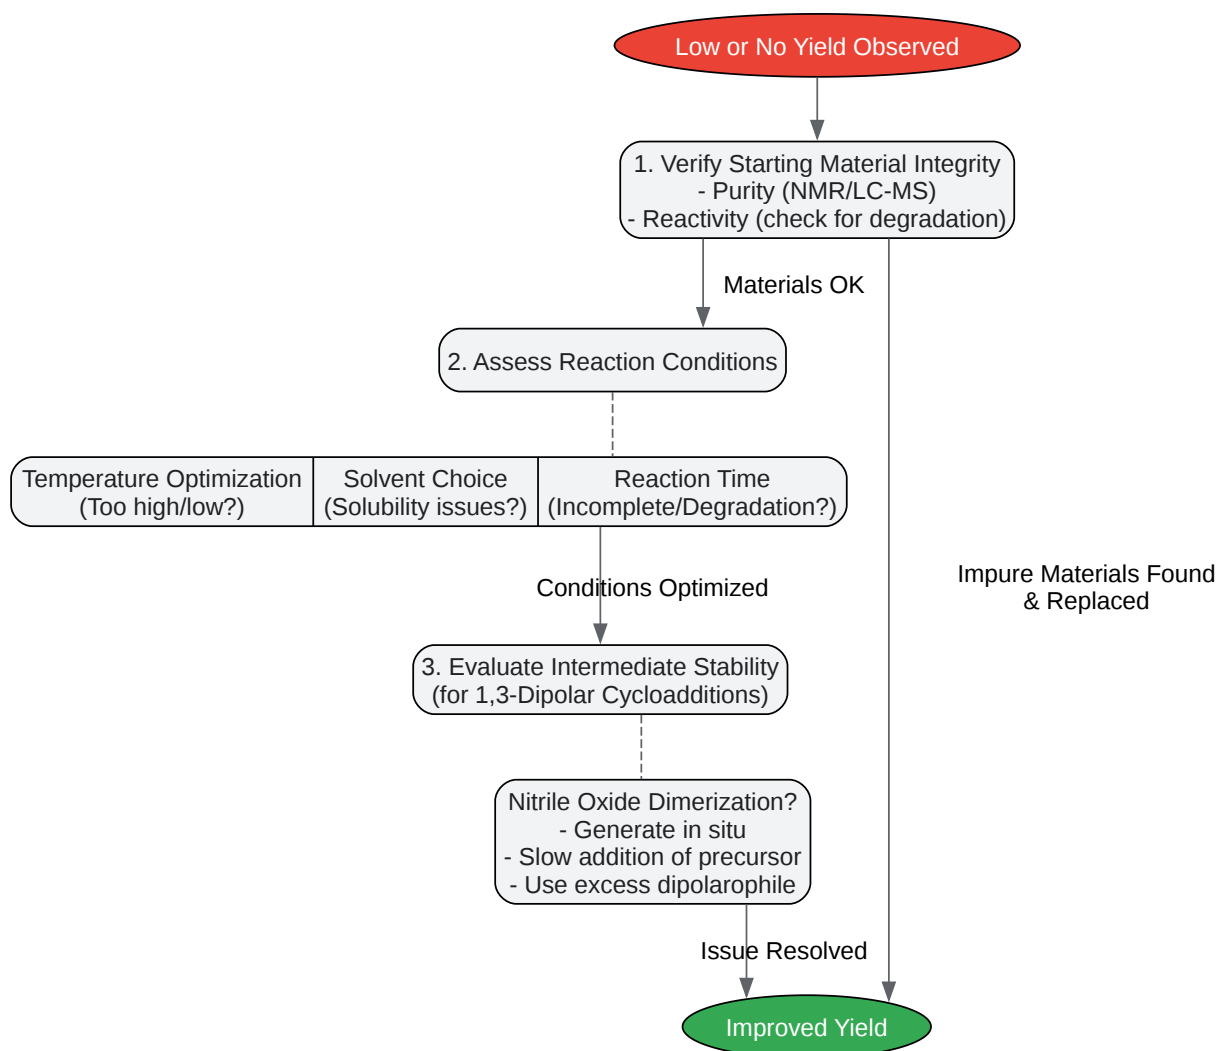 Low or No Yield Observed
1. Verify Starting Material Integrity
- Purity (NMR/LC-MS)
- Reactivity (check for degradation)
Materials OK
2. Assess Reaction Conditions
Temperature Optimization
(Too high/low?)
Solvent Choice
(Solubility issues?)
Reaction Time
(Incomplete/Degradation?)
Conditions Optimized
Impure Materials Found
& Replaced
3. Evaluate Intermediate Stability
(for 1,3-Dipolar Cycloadditions)
Nitrile Oxide Dimerization?
- Generate in situ
- Slow addition of precursor
- Use excess dipolarophile
Issue Resolved
Improved Yield